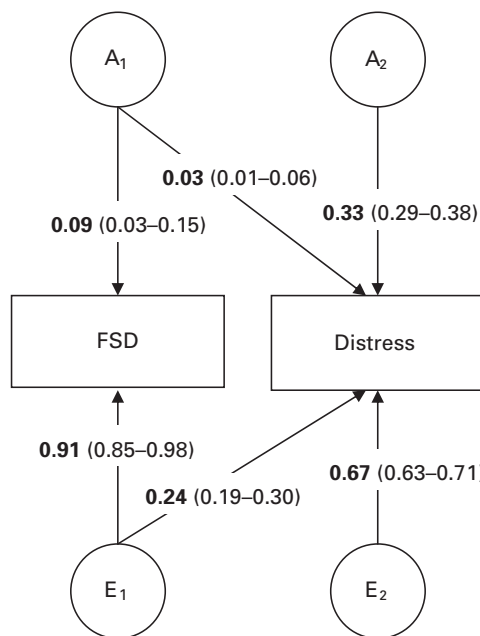 A₁
A₂
0.03 (0.01–0.06)
0.09 (0.03–0.15)
0.33 (0.29–0.38)
FSD
Distress
0.91 (0.85–0.98)
0.24 (0.19–0.30)
0.67 (0.63–0.71)
E₁
E₂